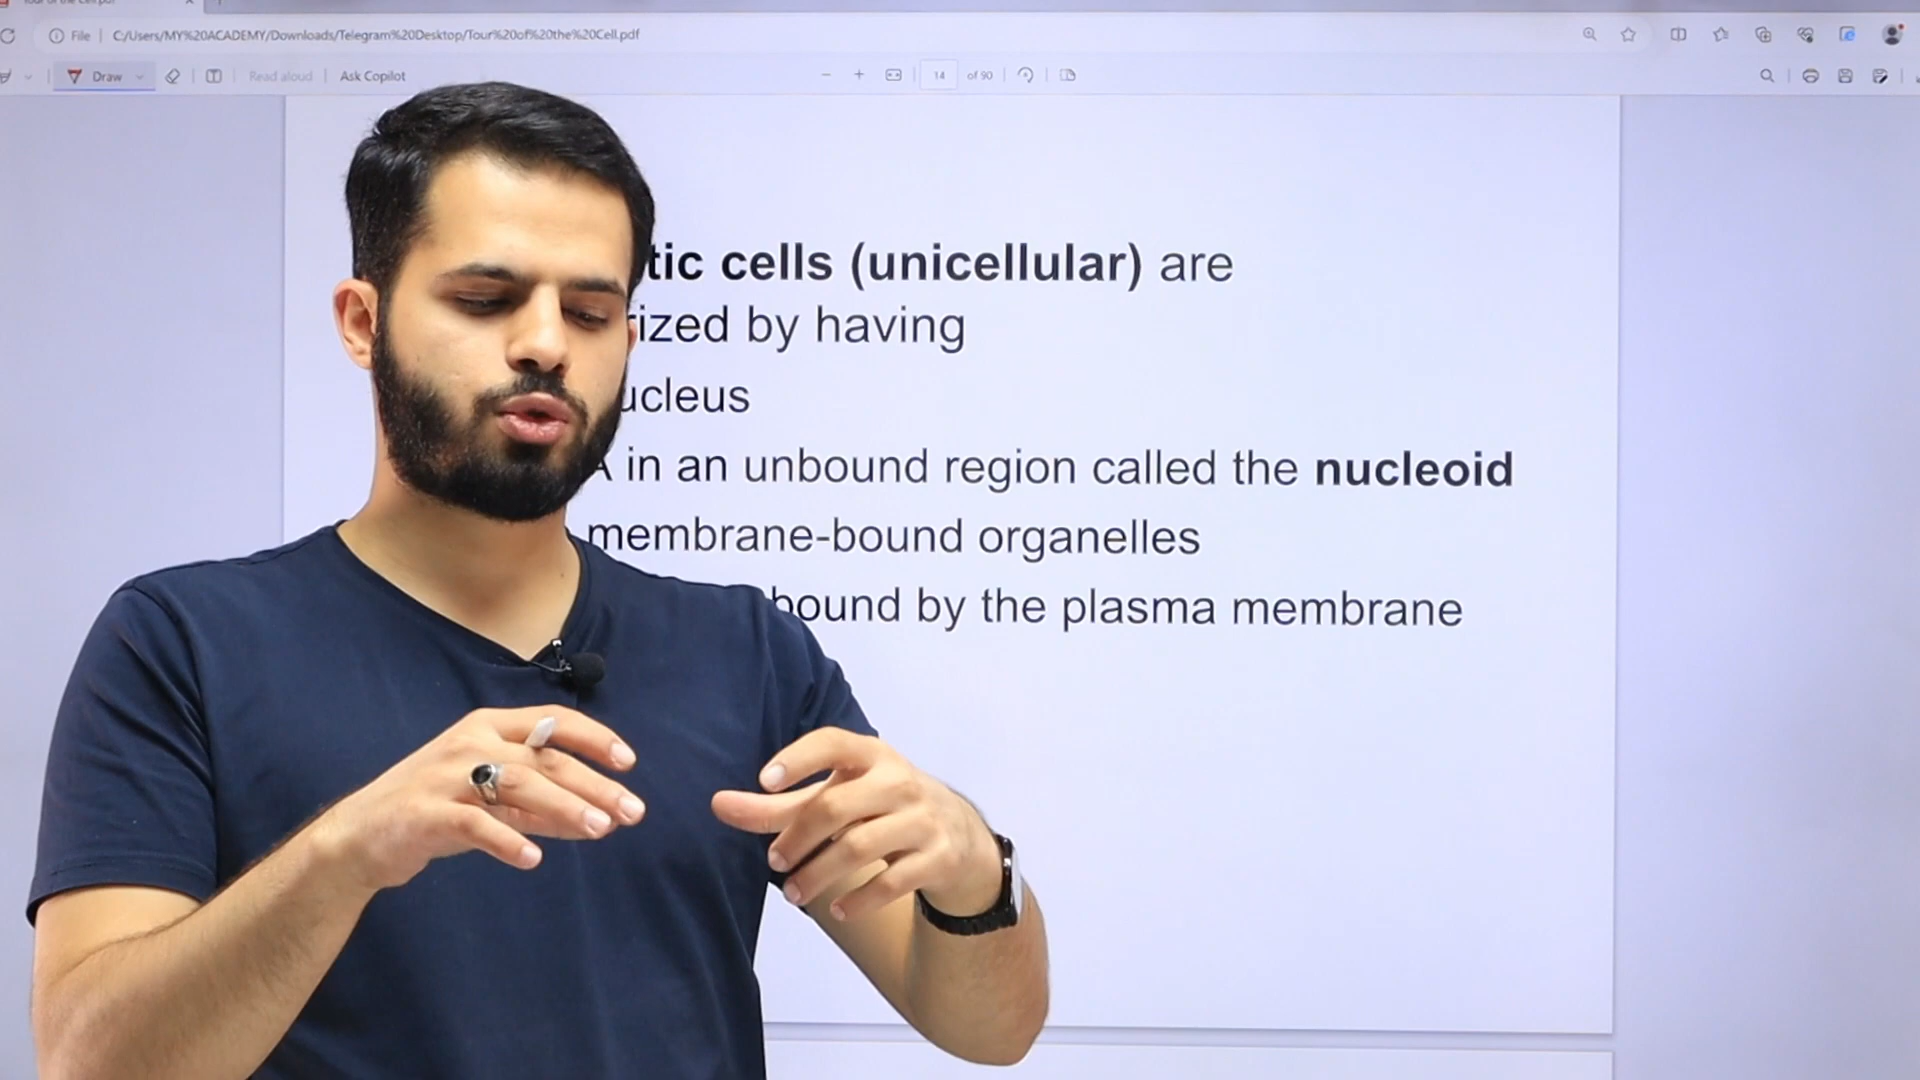 File | C:/Users/MY%20ACADEMY/Downloads/Telegram%20Desktop/Tour%20of%20the%20Cell.pdf
Draw | Read aloud | Ask Copilot
14 of 90
tic cells (unicellular) are
rized by having
ucleus
A in an unbound region called the nucleoid
membrane-bound organelles
bound by the plasma membrane